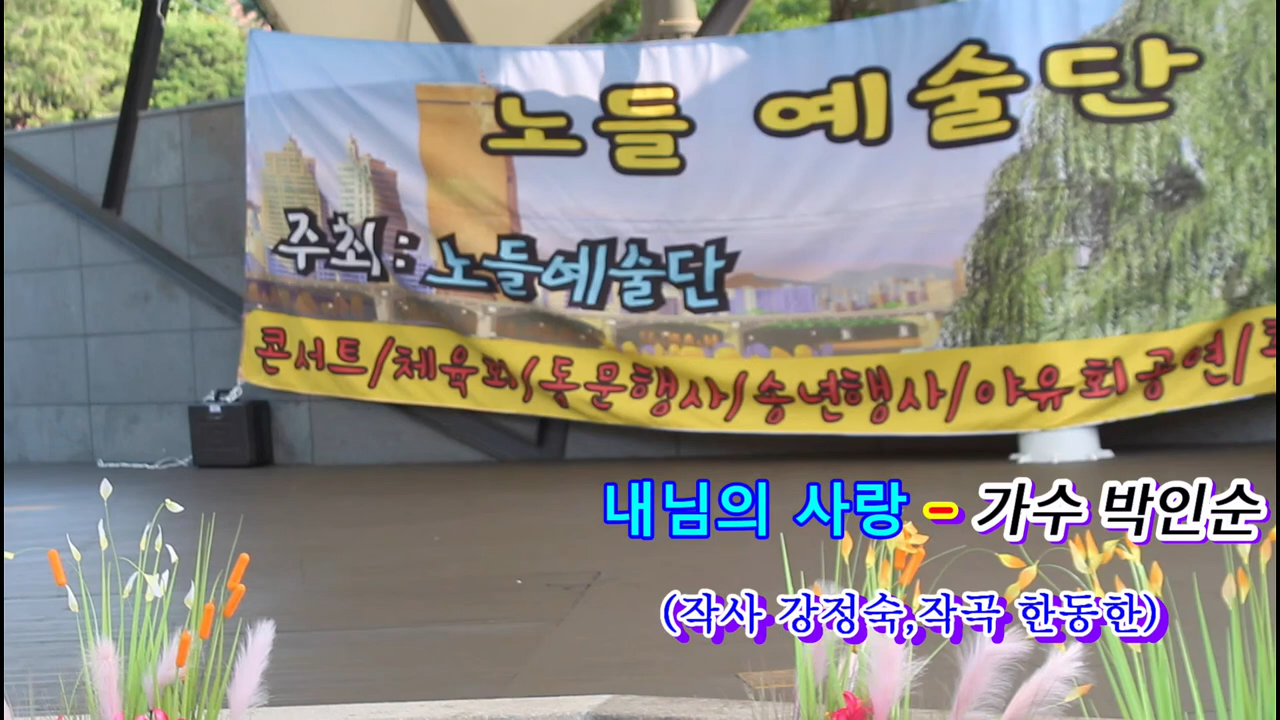 노들 예술단
주최 : 노들예술단
콘서트/체육회/동문행사/송년행사/야유회공연/
내님의 사랑 - 가수 박인순
(작사 강정숙,작곡 한동한)